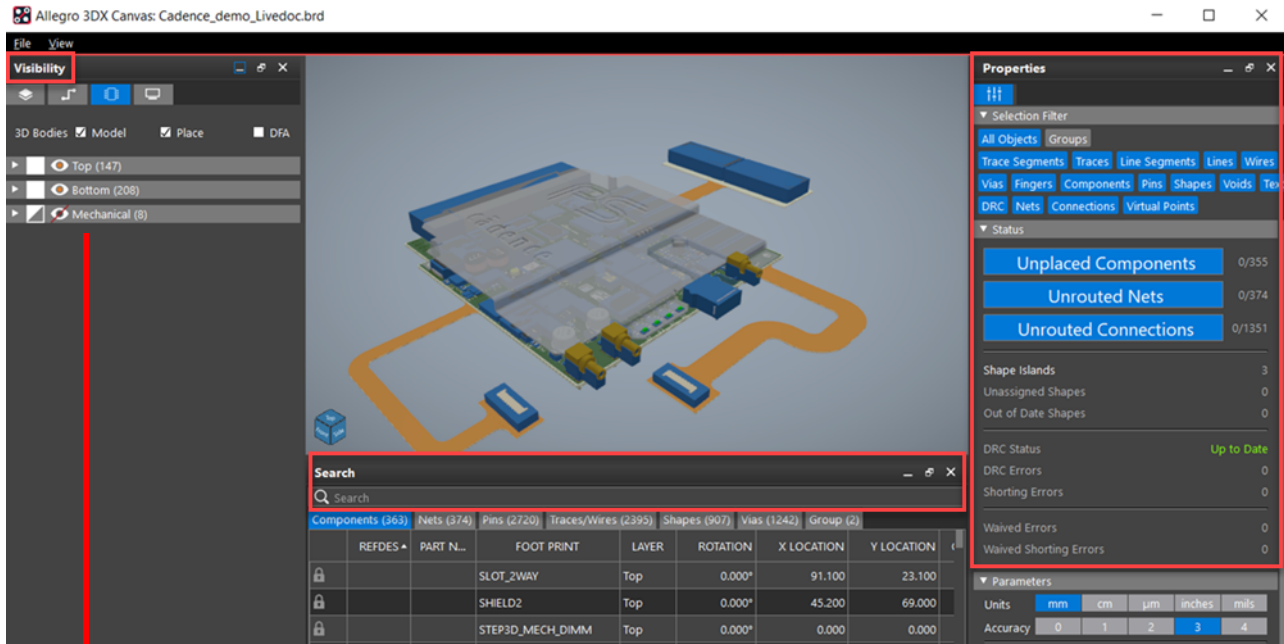 Allegro 3DX Canvas: Cadence_demo_Livedoc.brd
File View
Visibility
3D Bodies Model Place DFA
Top (147)
Bottom (208)
Mechanical (8)
cadence
Search
Search
Components (363) Nets (374) Pins (2720) Traces/Wires (2395) Shapes (907) Vias (1242) Group (2)
REFDES PART N... FOOT PRINT LAYER ROTATION X LOCATION Y LOCATION
SLOT_2WAY Top 0.000° 91.100 23.100
SHIELD2 Top 0.000° 45.200 69.000
STEP3D_MECH_DIMM Top 0.000° 0.000 0.000
Properties
Selection Filter
All Objects Groups
Trace Segments Traces Line Segments Lines Wires
Vias Fingers Components Pins Shapes Voids Tex
DRC Nets Connections Virtual Points
Status
Unplaced Components 0/355
Unrouted Nets 0/374
Unrouted Connections 0/1351
Shape Islands 3
Unassigned Shapes 0
Out of Date Shapes 0
DRC Status Up to Date
DRC Errors 0
Shorting Errors 0
Waived Errors 0
Waived Shorting Errors 0
Parameters
Units mm cm µm inches mils
Accuracy 0 1 2 3 4